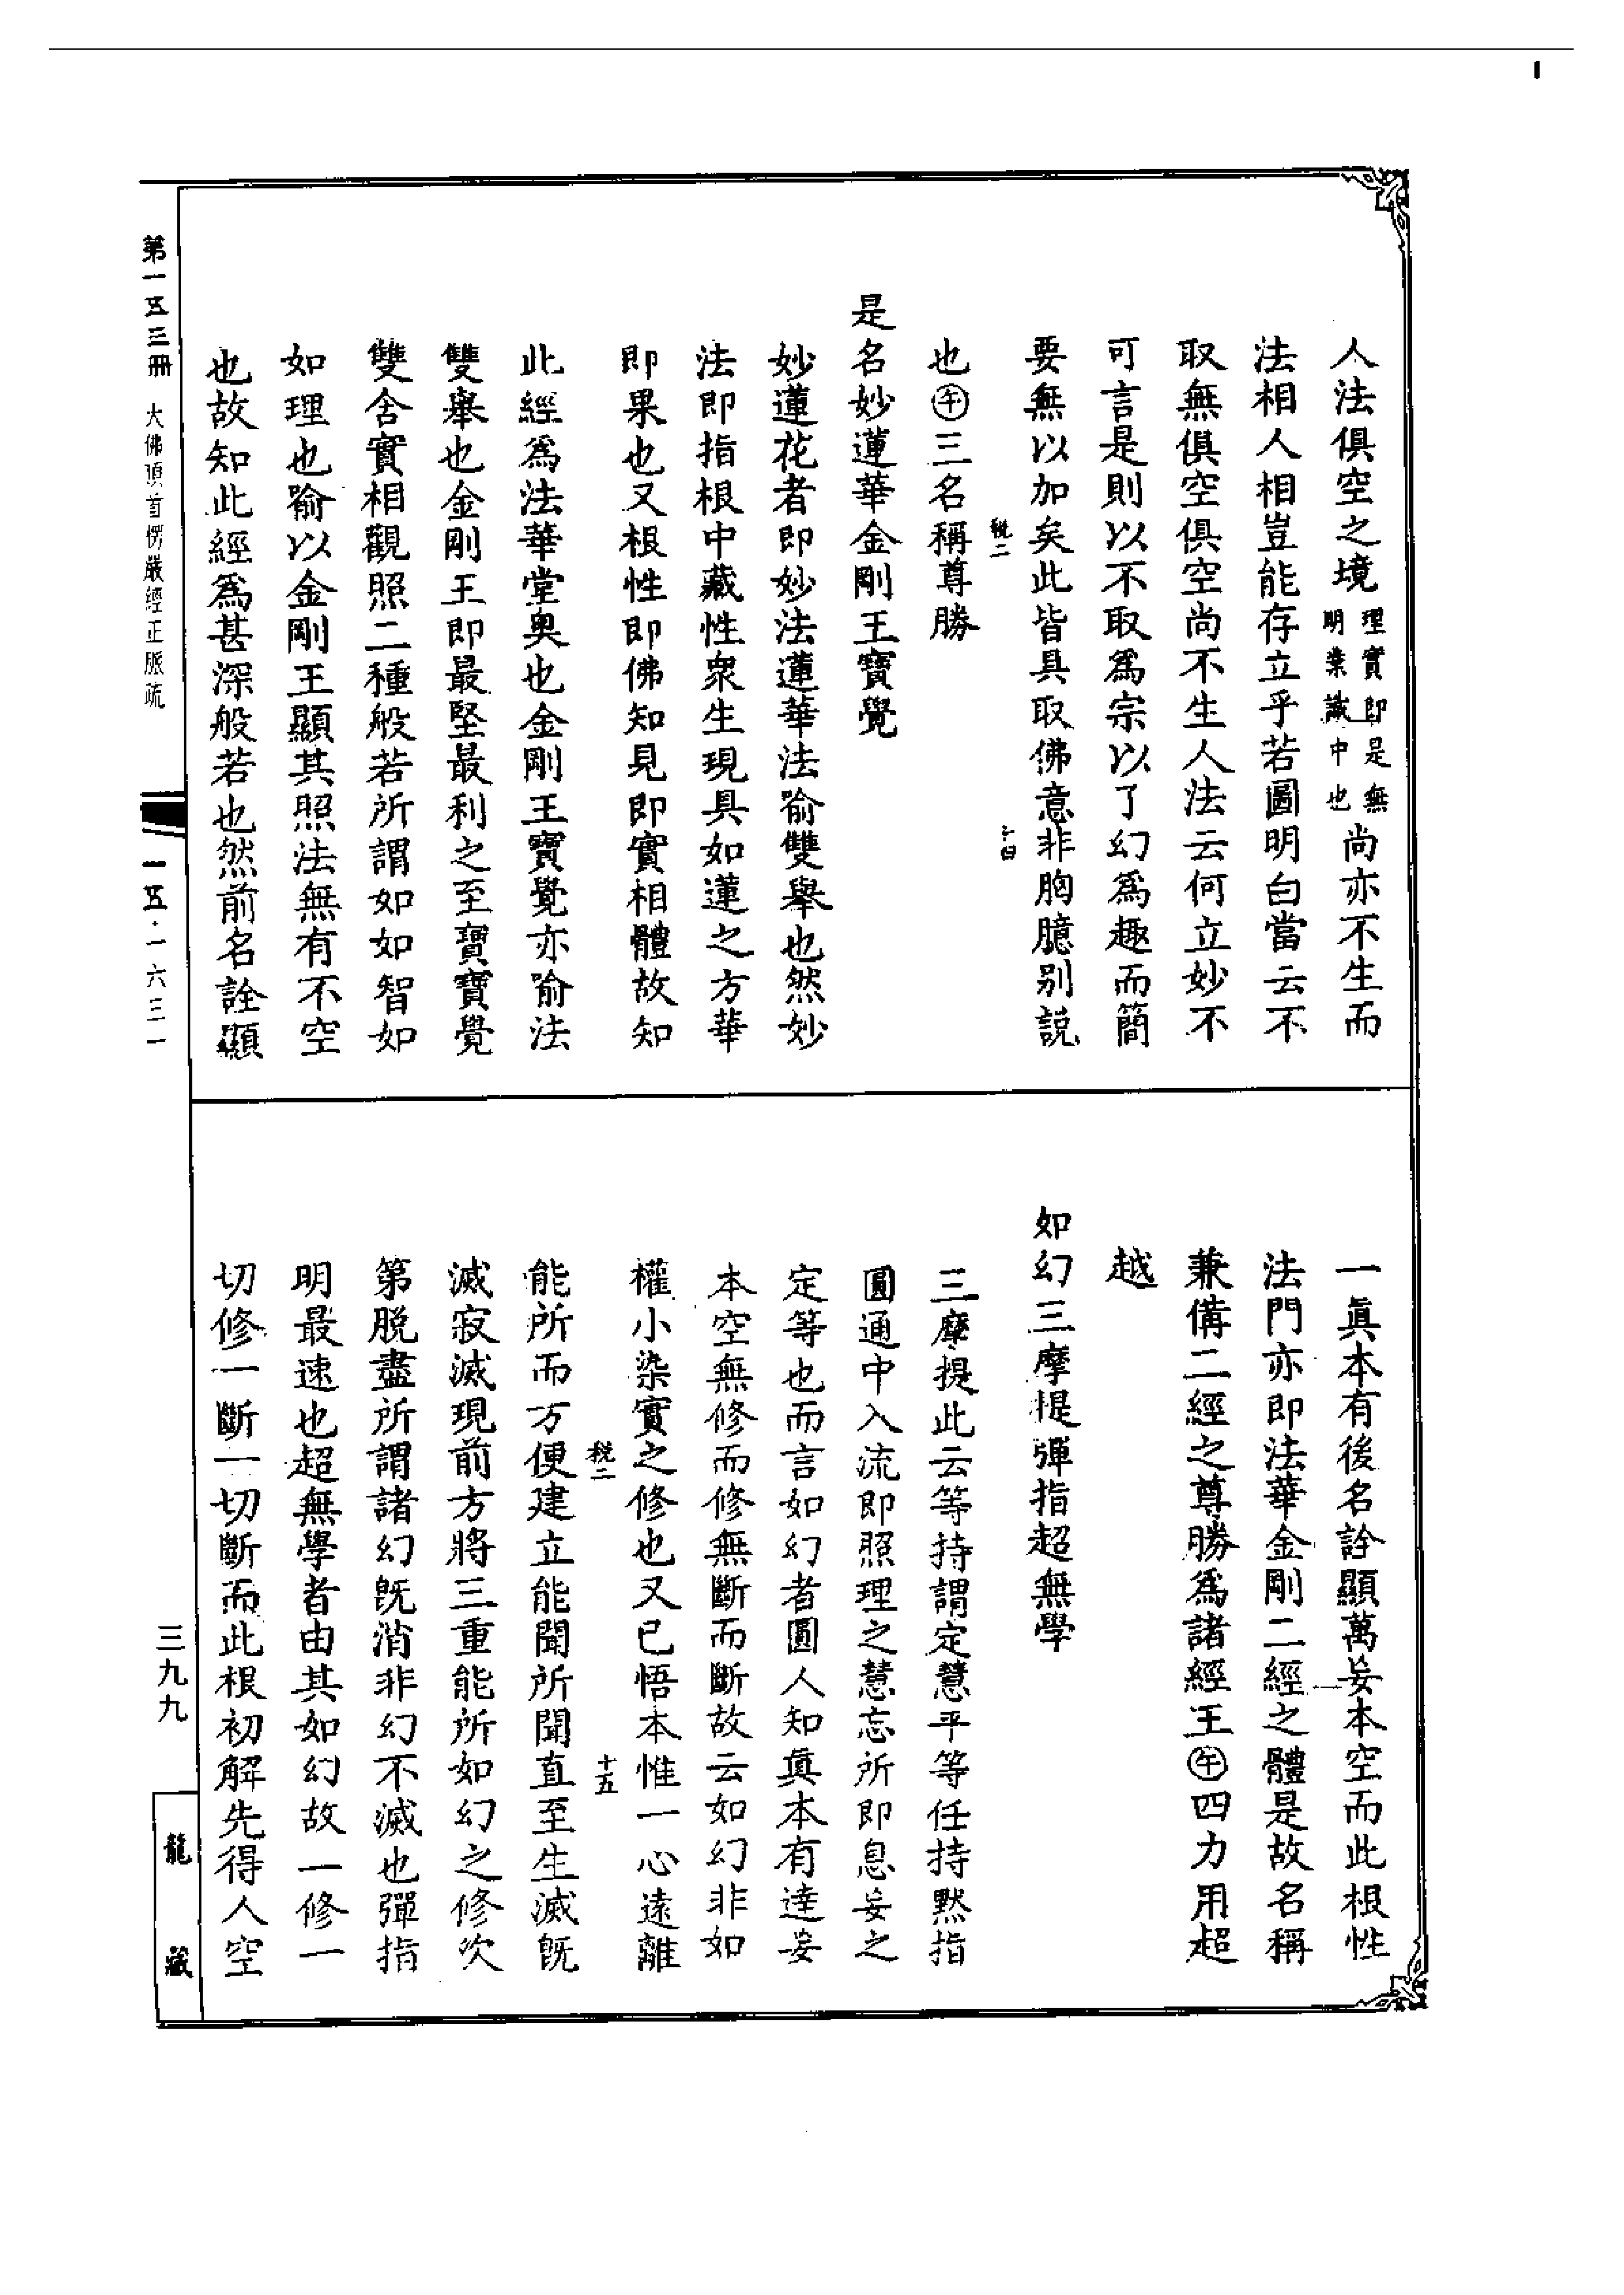 人法俱空之境理實即是無明業識中也尚亦不生而
法相人相豈能存立乎若圖明白當云不
取無俱空俱空尚不生人法云何立妙不
可言是則以不取爲宗以了幻爲趣而簡
要無以加矣此皆具取佛意非胸臆别説
税二
十四
也㊌三名稱尊勝
是名妙蓮華金剛王寶覺
妙蓮花者即妙法蓮華法喻雙舉也然妙
法即指根中藏性衆生現具如蓮之方華
即果也又根性即佛知見即實相體故知
此經爲法華堂奥也金剛王寶覺亦喻法
雙舉也金剛王即最堅最利之至寶寶覺
雙含實相觀照二種般若所謂如如智如
如理也喻以金剛王顯其照法無有不空
也故知此經爲甚深般若也然前名詮顯
一眞本有後名詮顯萬妄本空而此根性
法門亦即法華金剛二經之體是故名稱
兼備二經之尊勝爲諸經王㊌四力用超
越
如幻三摩提彈指超無學
三摩提此云等持謂定慧平等任持黙指
圓通中入流即照理之慧忘所即息妄之
定等也而言如幻者圓人知眞本有達妄
本空無修而修無斷而斷故云如幻非如
權小染實之修也又已悟本惟一心遠離
税二
十五
能所而方便建立能聞所聞直至生滅既
滅寂滅現前方將三重能所如幻之修次
第脱盡所謂諸幻旣消非幻不滅也彈指
明最速也超無學者由其如幻故一修一
切修一斷一切斷而此根初解先得人空
第一五三册
大佛頂首楞嚴經正脈疏
一五·一六三一
三九九
龍藏